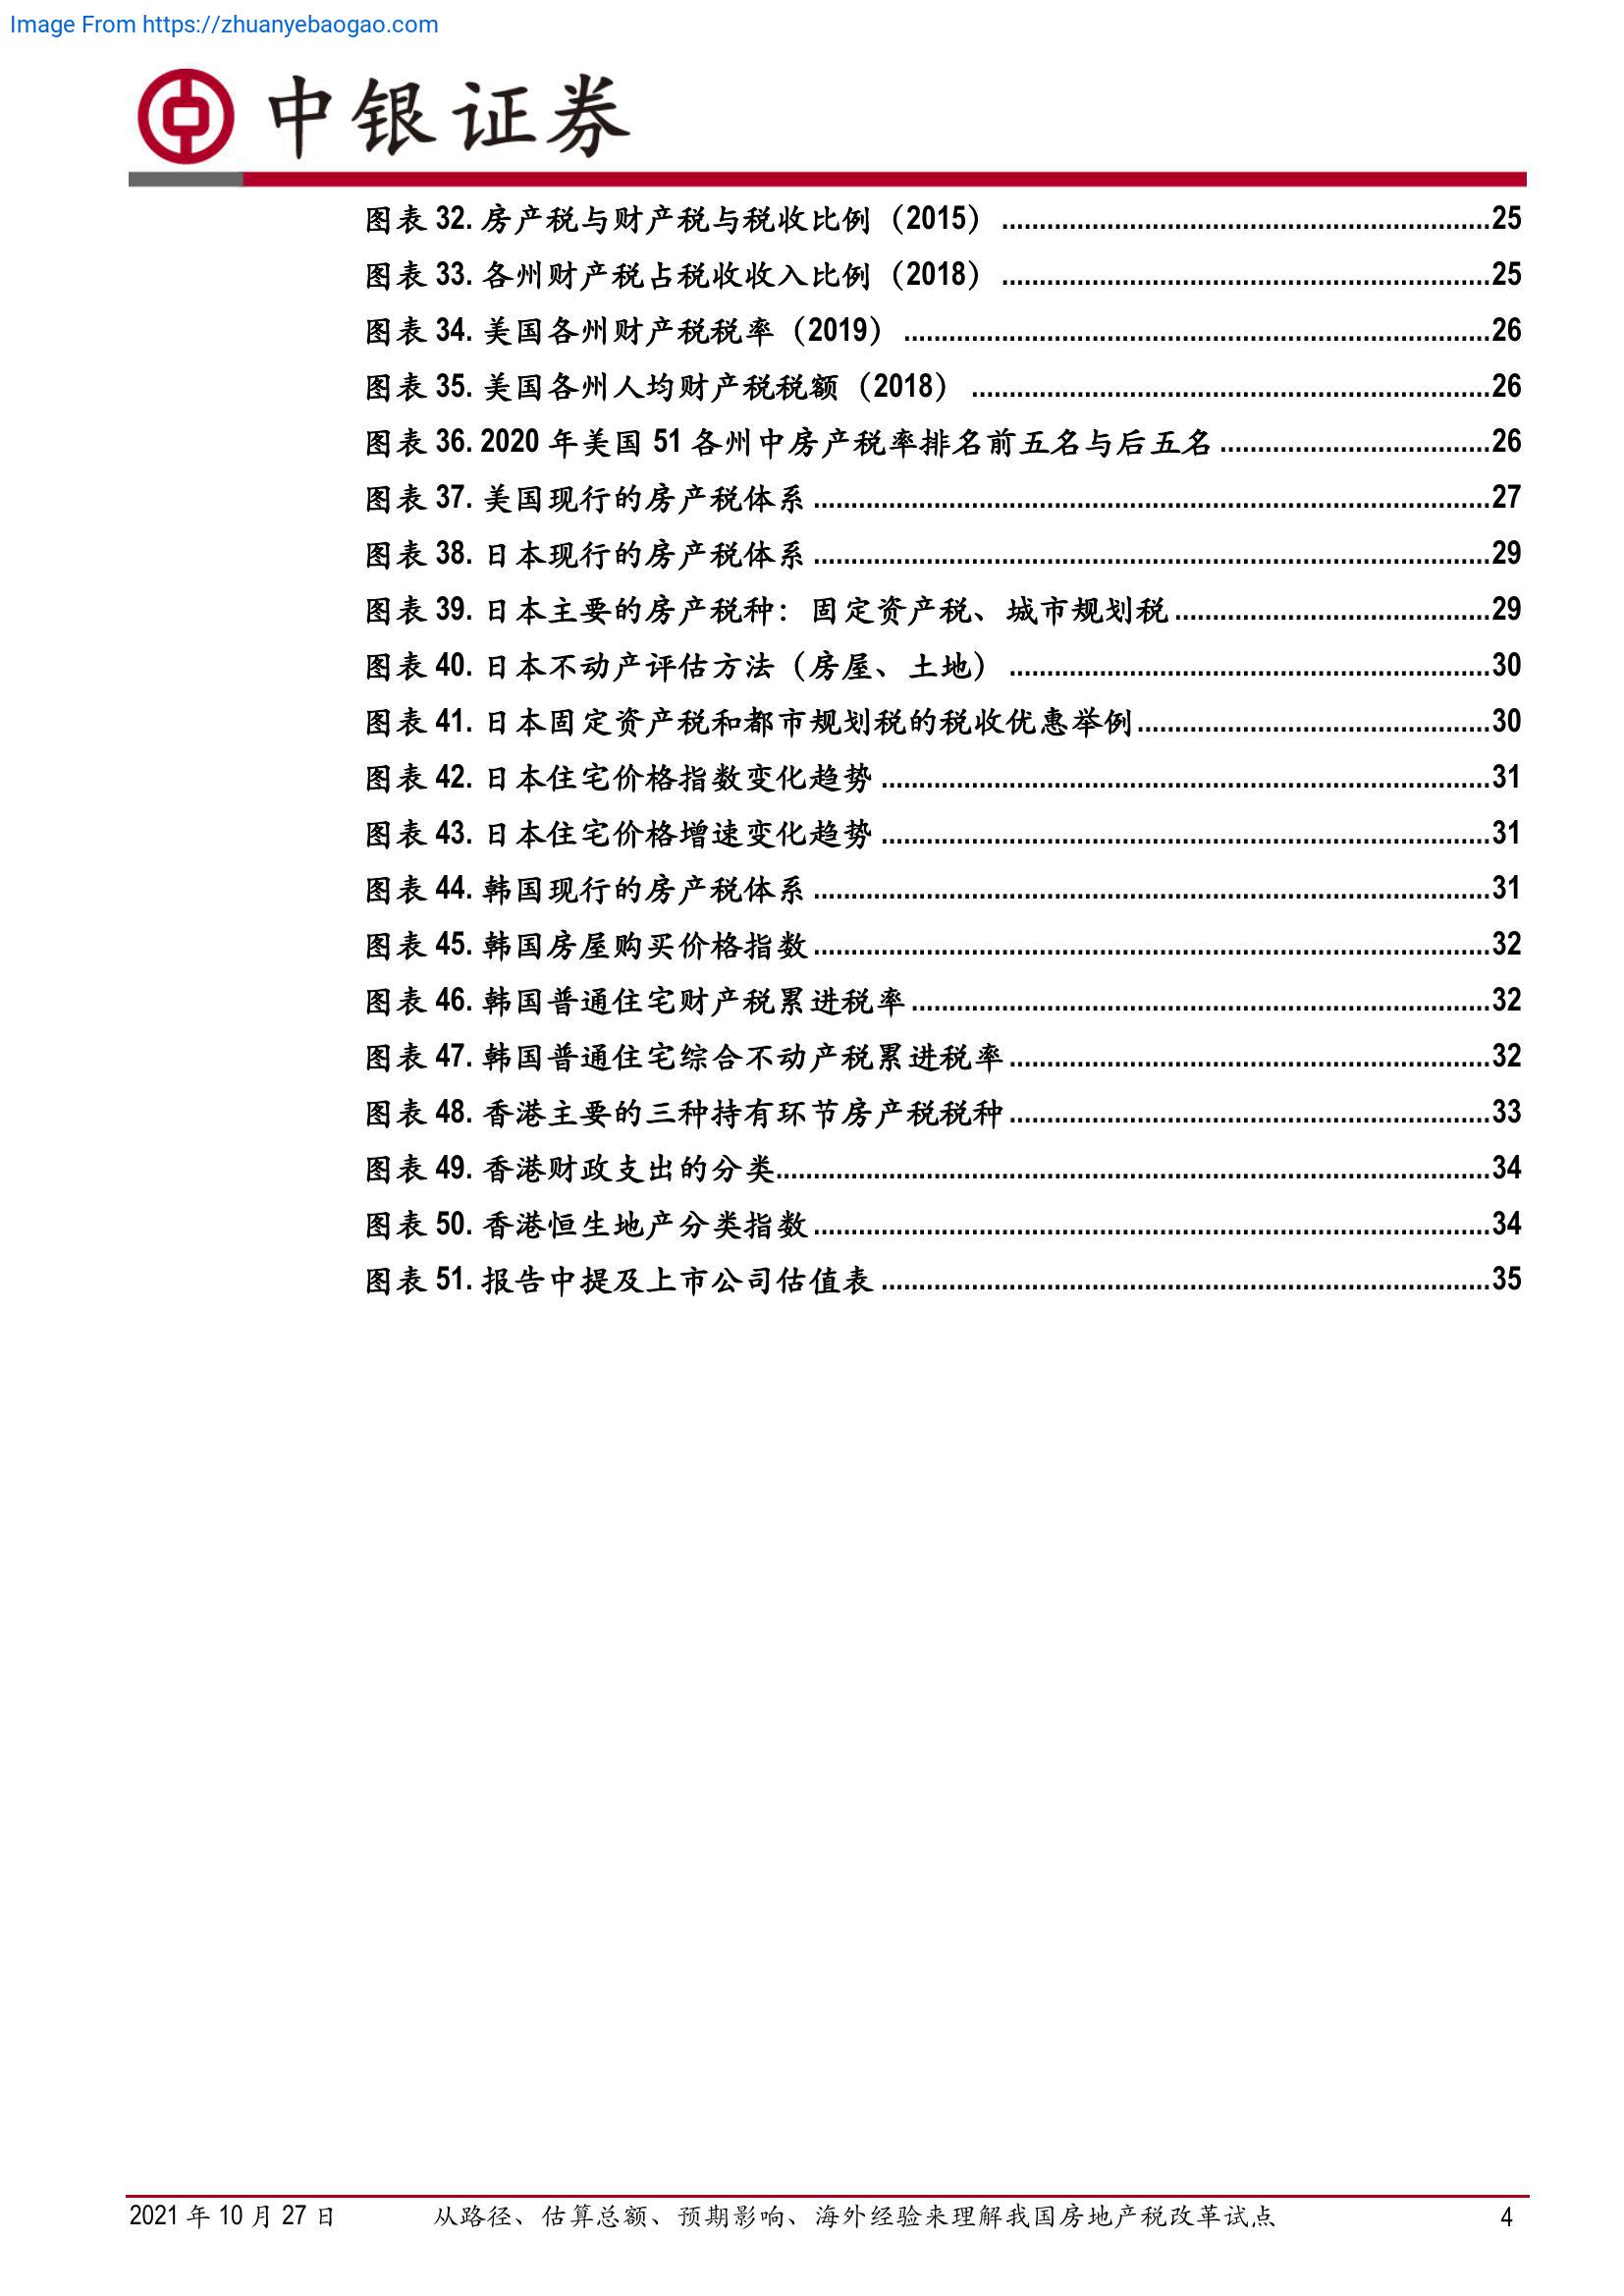 Image From https://zhuanyebaogao.com
中银证券
图表 32. 房产税与财产税与税收比例（2015）......25
图表 33. 各州财产税占税收收入比例（2018）......25
图表 34. 美国各州财产税税率（2019）......26
图表 35. 美国各州人均财产税税额（2018）......26
图表 36. 2020 年美国 51 各州中房产税率排名前五名与后五名......26
图表 37. 美国现行的房产税体系......27
图表 38. 日本现行的房产税体系......29
图表 39. 日本主要的房产税种：固定资产税、城市规划税......29
图表 40. 日本不动产评估方法（房屋、土地）......30
图表 41. 日本固定资产税和都市规划税的税收优惠举例......30
图表 42. 日本住宅价格指数变化趋势......31
图表 43. 日本住宅价格增速变化趋势......31
图表 44. 韩国现行的房产税体系......31
图表 45. 韩国房屋购买价格指数......32
图表 46. 韩国普通住宅财产税累进税率......32
图表 47. 韩国普通住宅综合不动产税累进税率......32
图表 48. 香港主要的三种持有环节房产税税种......33
图表 49. 香港财政支出的分类......34
图表 50. 香港恒生地产分类指数......34
图表 51. 报告中提及上市公司估值表......35
2021 年 10 月 27 日 从路径、估算总额、预期影响、海外经验来理解我国房地产税改革试点 4